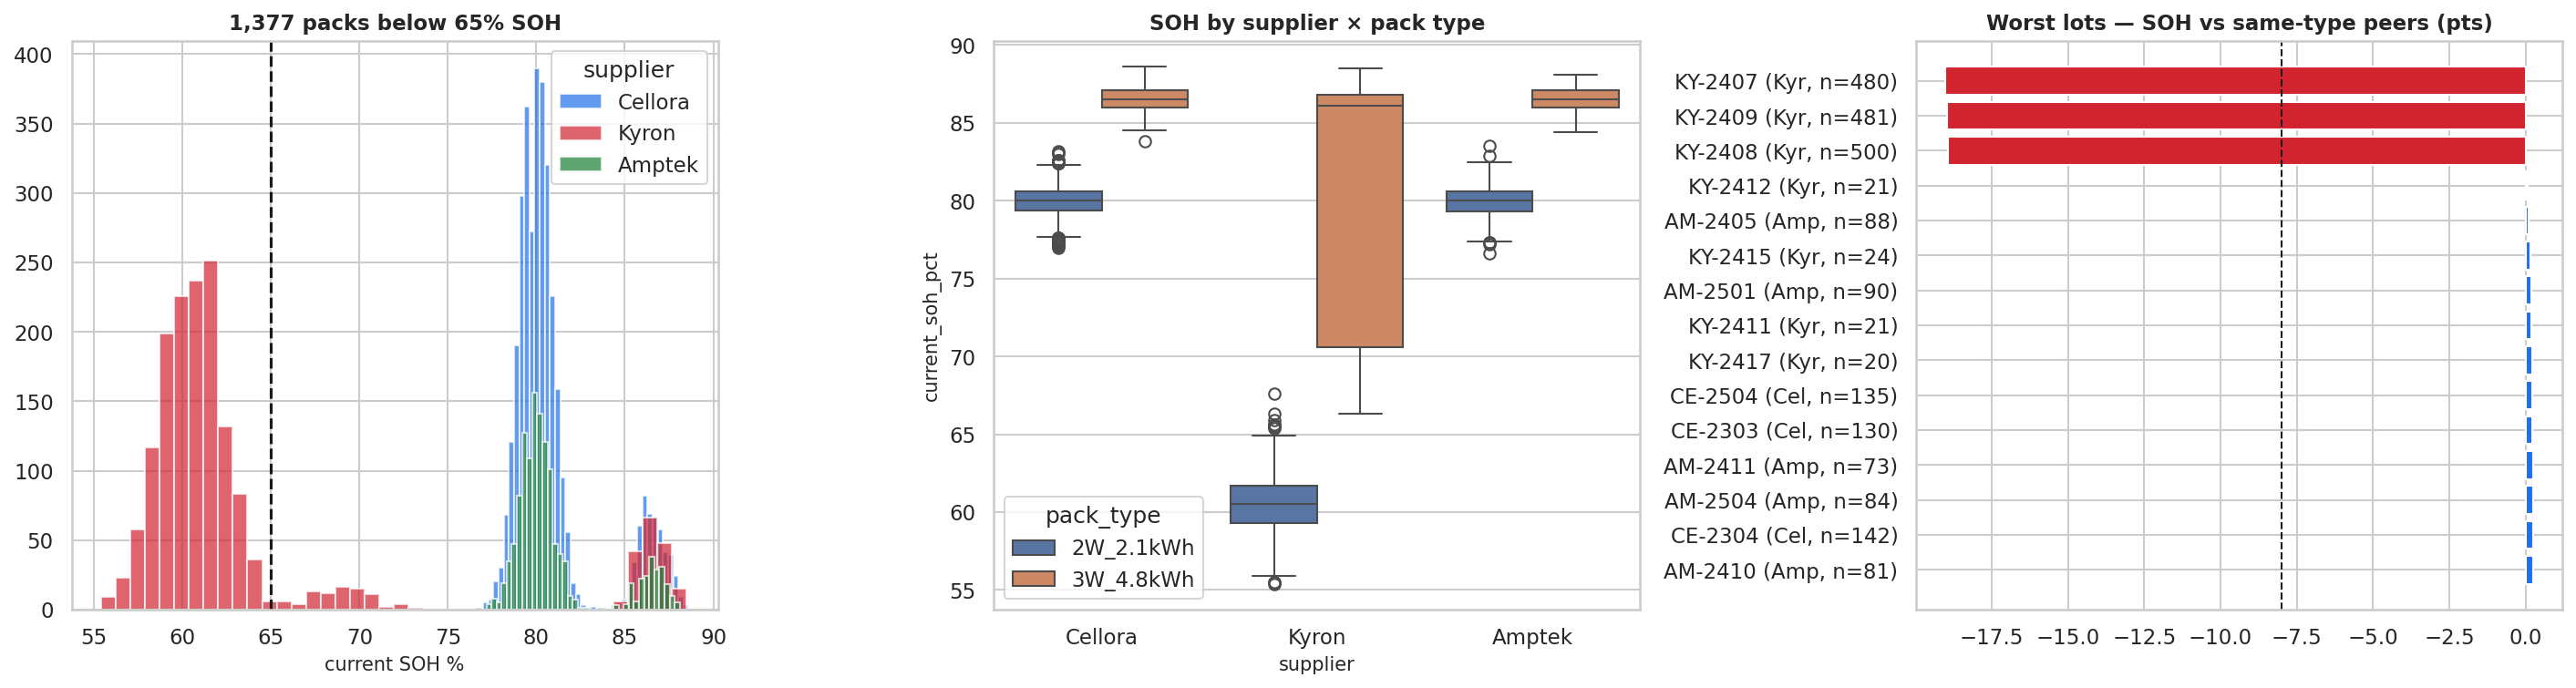 1,377 packs below 65% SOH
400
350
300
250
200
150
100
50
0
supplier
Cellora
Kyron
Amptek
55 60 65 70 75 80 85 90
current SOH %
SOH by supplier × pack type
current_soh_pct
90
85
80
75
70
65
60
55
pack_type
2W_2.1kWh
3W_4.8kWh
Cellora Kyron Amptek
supplier
Worst lots — SOH vs same-type peers (pts)
KY-2407 (Kyr, n=480)
KY-2409 (Kyr, n=481)
KY-2408 (Kyr, n=500)
KY-2412 (Kyr, n=21)
AM-2405 (Amp, n=88)
KY-2415 (Kyr, n=24)
AM-2501 (Amp, n=90)
KY-2411 (Kyr, n=21)
KY-2417 (Kyr, n=20)
CE-2504 (Cel, n=135)
CE-2303 (Cel, n=130)
AM-2411 (Amp, n=73)
AM-2504 (Amp, n=84)
CE-2304 (Cel, n=142)
AM-2410 (Amp, n=81)
−17.5 −15.0 −12.5 −10.0 −7.5 −5.0 −2.5 0.0